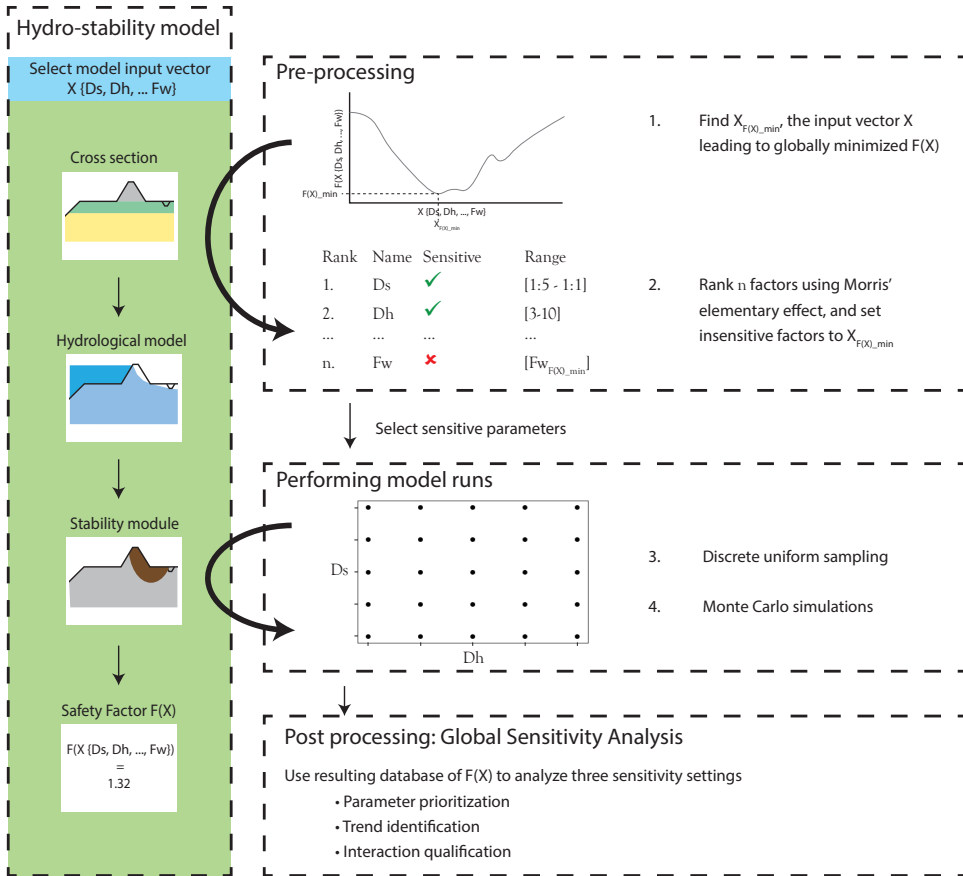 Hydro-stability model
Select model input vector
X {Ds, Dh, ... Fw}
Cross section
Hydrological model
Stability module
Safety Factor F(X)
F(X {Ds, Dh, ..., Fw})
=
1.32
Pre-processing
F(X {Ds, Dh, ..., Fw})
F(X)_min
X {Ds, Dh, ..., Fw}
X_F(X)_min
1. Find X_F(X)_min, the input vector X
leading to globally minimized F(X)
Rank Name Sensitive Range
1. Ds ✓ [1:5 - 1:1]
2. Dh ✓ [3-10]
... ... ... ...
n. Fw ✘ [Fw_F(X)_min]
2. Rank n factors using Morris'
elementary effect, and set
insensitive factors to X_F(X)_min
Select sensitive parameters
Performing model runs
Ds
Dh
3. Discrete uniform sampling
4. Monte Carlo simulations
Post processing: Global Sensitivity Analysis
Use resulting database of F(X) to analyze three sensitivity settings
• Parameter prioritization
• Trend identification
• Interaction qualification